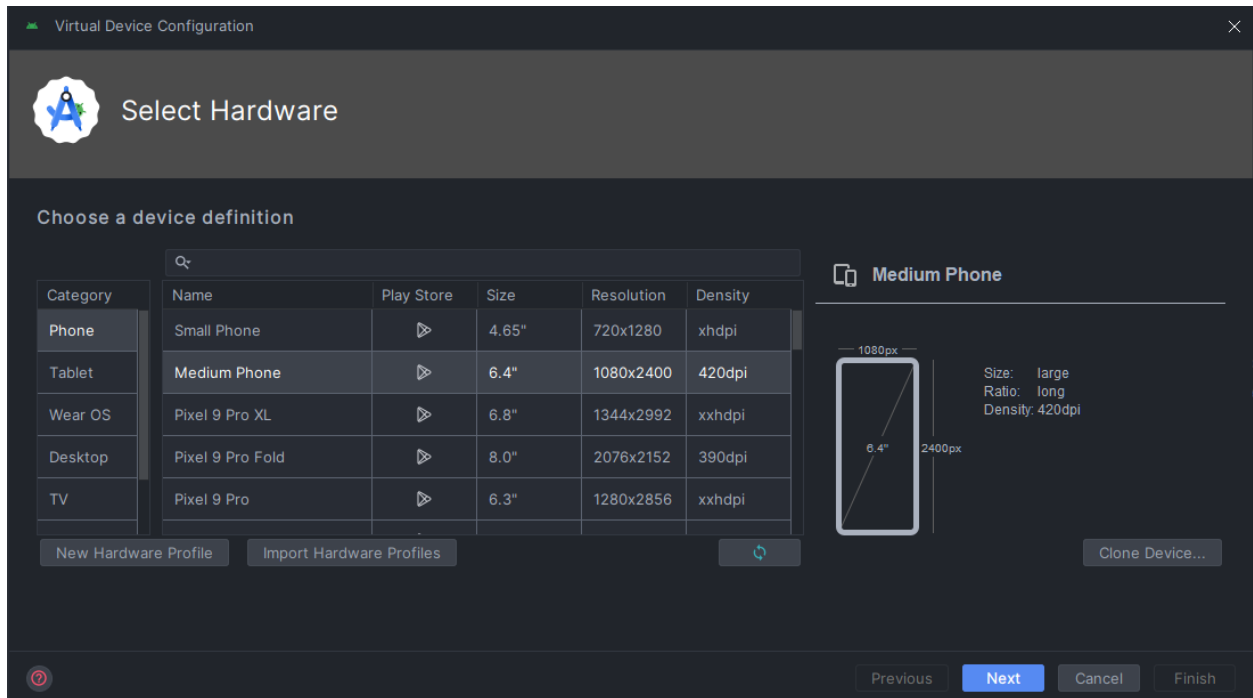 Virtual Device Configuration
Select Hardware
Choose a device definition
Category
Phone
Tablet
Wear OS
Desktop
TV
Name Play Store Size Resolution Density
Small Phone 4.65" 720x1280 xhdpi
Medium Phone 6.4" 1080x2400 420dpi
Pixel 9 Pro XL 6.8" 1344x2992 xxhdpi
Pixel 9 Pro Fold 8.0" 2076x2152 390dpi
Pixel 9 Pro 6.3" 1280x2856 xxhdpi
New Hardware Profile Import Hardware Profiles
Medium Phone
1080px
6.4"
2400px
Size: large
Ratio: long
Density: 420dpi
Clone Device...
?
Previous Next Cancel Finish